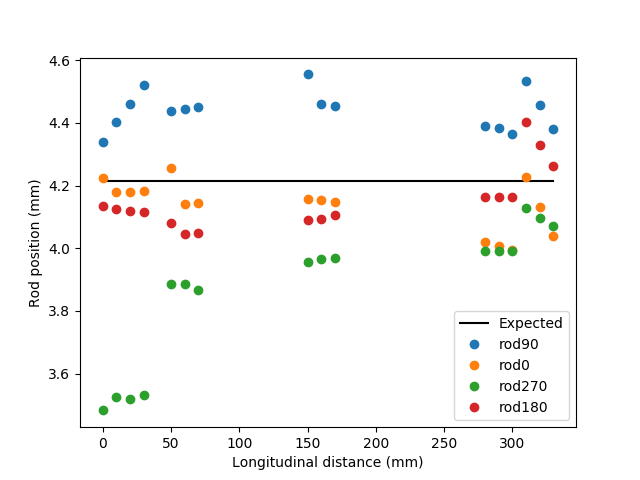 4.6
4.4
4.2
4.0
3.8
3.6
Rod position (mm)
Expected
rod90
rod0
rod270
rod180
0
50
100
150
200
250
300
Longitudinal distance (mm)